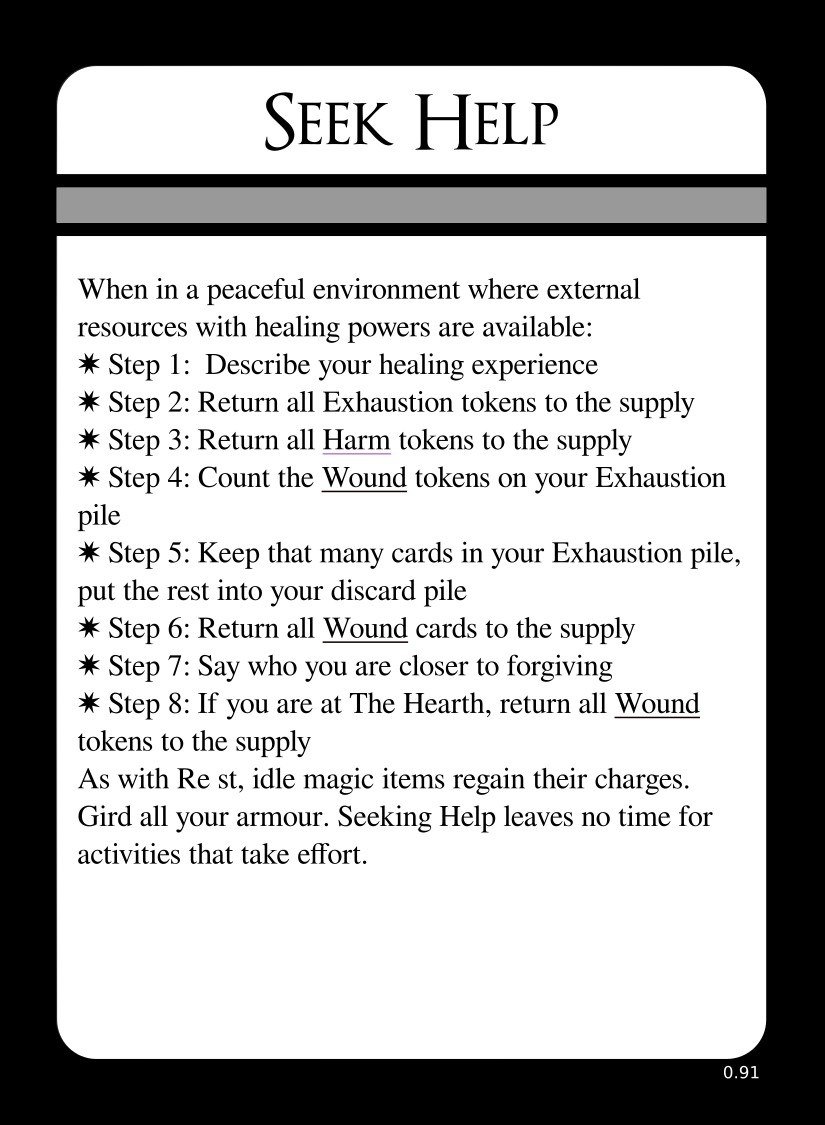 SEEK HELP
When in a peaceful environment where external
resources with healing powers are available:
✷ Step 1:  Describe your healing experience
✷ Step 2: Return all Exhaustion tokens to the supply
✷ Step 3: Return all Harm tokens to the supply
✷ Step 4: Count the Wound tokens on your Exhaustion
pile
✷ Step 5: Keep that many cards in your Exhaustion pile,
put the rest into your discard pile
✷ Step 6: Return all Wound cards to the supply
✷ Step 7: Say who you are closer to forgiving
✷ Step 8: If you are at The Hearth, return all Wound
tokens to the supply
As with Re st, idle magic items regain their charges.
Gird all your armour. Seeking Help leaves no time for
activities that take effort.
0.91